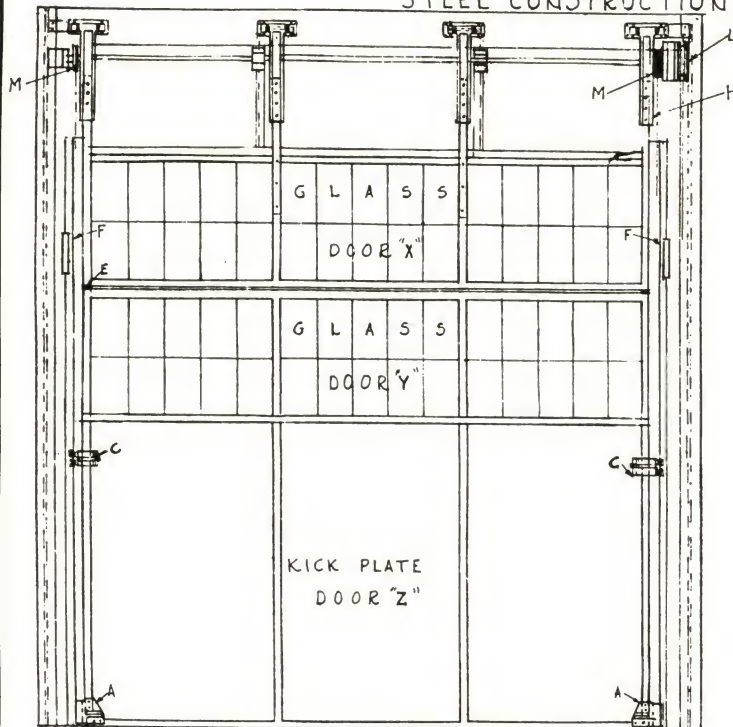 STEEL CONSTRUCTION
L
M
M
H
G L A S S
F
F
DOOR "X"
E
G L A S S
DOOR "Y"
C
C
KICK PLATE
DOOR "Z"
A
A